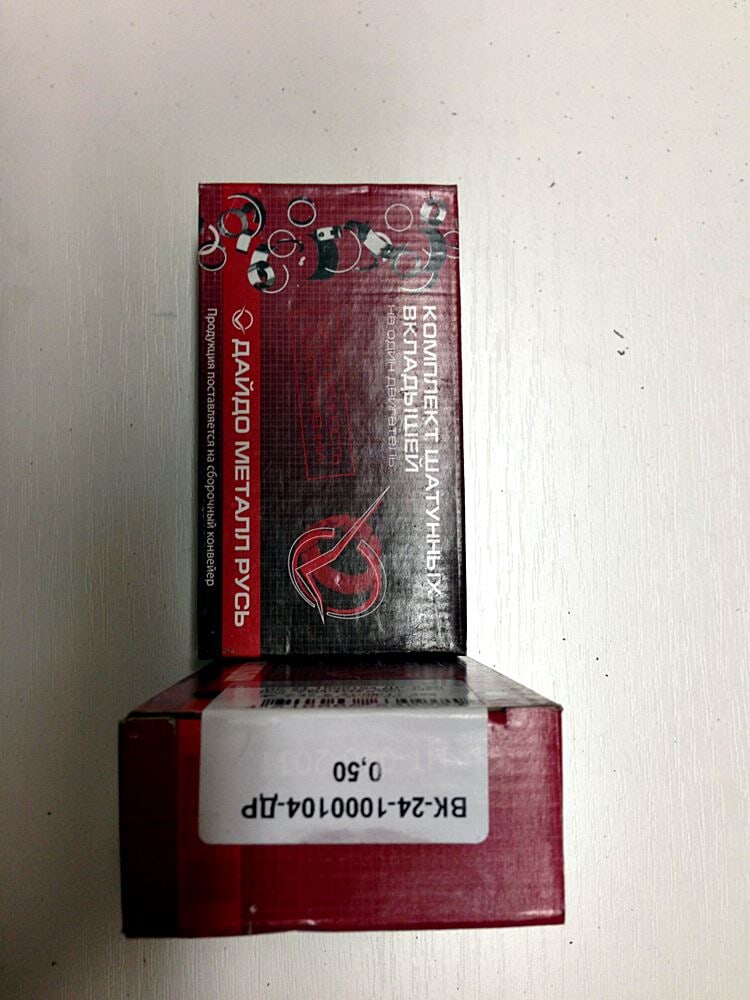 КОМПЛЕКТ ШАТУННЫХ
ВКЛАДЫШЕЙ
на один двигатель
ДАЙДО МЕТАЛЛ РУСЬ
Продукция поставляется на сборочный конвейер
ВК-24-1000104-ДР
0,50